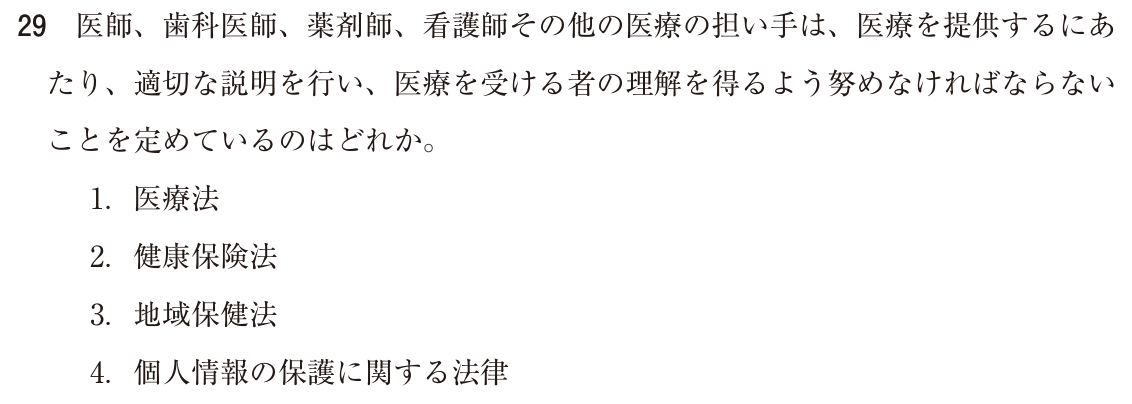 29　医師、歯科医師、薬剤師、看護師その他の医療の担い手は、医療を提供するにあ
たり、適切な説明を行い、医療を受ける者の理解を得るよう努めなければならない
ことを定めているのはどれか。
1.　医療法
2.　健康保険法
3.　地域保健法
4.　個人情報の保護に関する法律